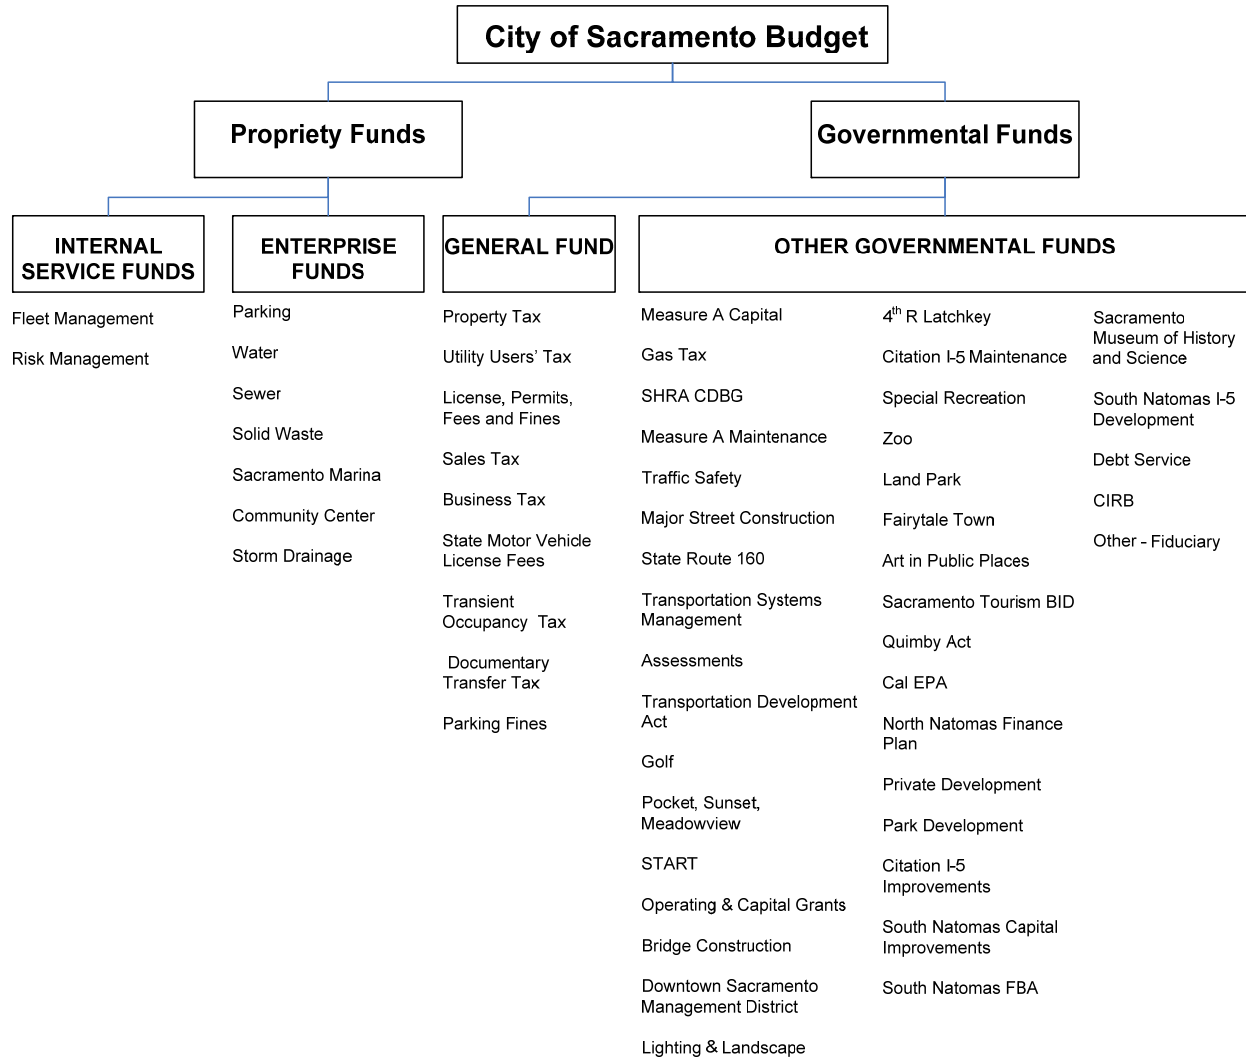 City of Sacramento Budget
Propriety Funds
Governmental Funds
INTERNAL
SERVICE FUNDS
Fleet Management
Risk Management
ENTERPRISE
FUNDS
Parking
Water
Sewer
Solid Waste
Sacramento Marina
Community Center
Storm Drainage
GENERAL FUND
Property Tax
Utility Users' Tax
License, Permits,
Fees and Fines
Sales Tax
Business Tax
State Motor Vehicle
License Fees
Transient
Occupancy Tax
Documentary
Transfer Tax
Parking Fines
OTHER GOVERNMENTAL FUNDS
Measure A Capital
Gas Tax
SHRA CDBG
Measure A Maintenance
Traffic Safety
Major Street Construction
State Route 160
Transportation Systems
Management
Assessments
Transportation Development
Act
Golf
Pocket, Sunset,
Meadowview
START
Operating & Capital Grants
Bridge Construction
Downtown Sacramento
Management District
Lighting & Landscape
4th R Latchkey
Citation I-5 Maintenance
Special Recreation
Zoo
Land Park
Fairytale Town
Art in Public Places
Sacramento Tourism BID
Quimby Act
Cal EPA
North Natomas Finance
Plan
Private Development
Park Development
Citation I-5
Improvements
South Natomas Capital
Improvements
South Natomas FBA
Sacramento
Museum of History
and Science
South Natomas I-5
Development
Debt Service
CIRB
Other - Fiduciary